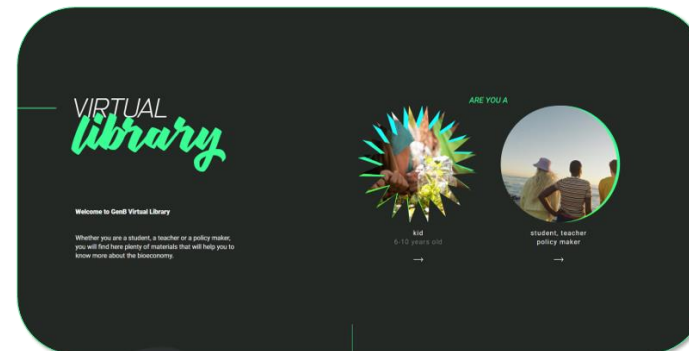 VIRTUAL
library
Welcome to GenB Virtual Library
Whether you are a student, a teacher or a policy maker,
you will find here plenty of materials that will help you to
know more about the bioeconomy.
ARE YOU A
kid
6-10 years old
student, teacher
policy maker